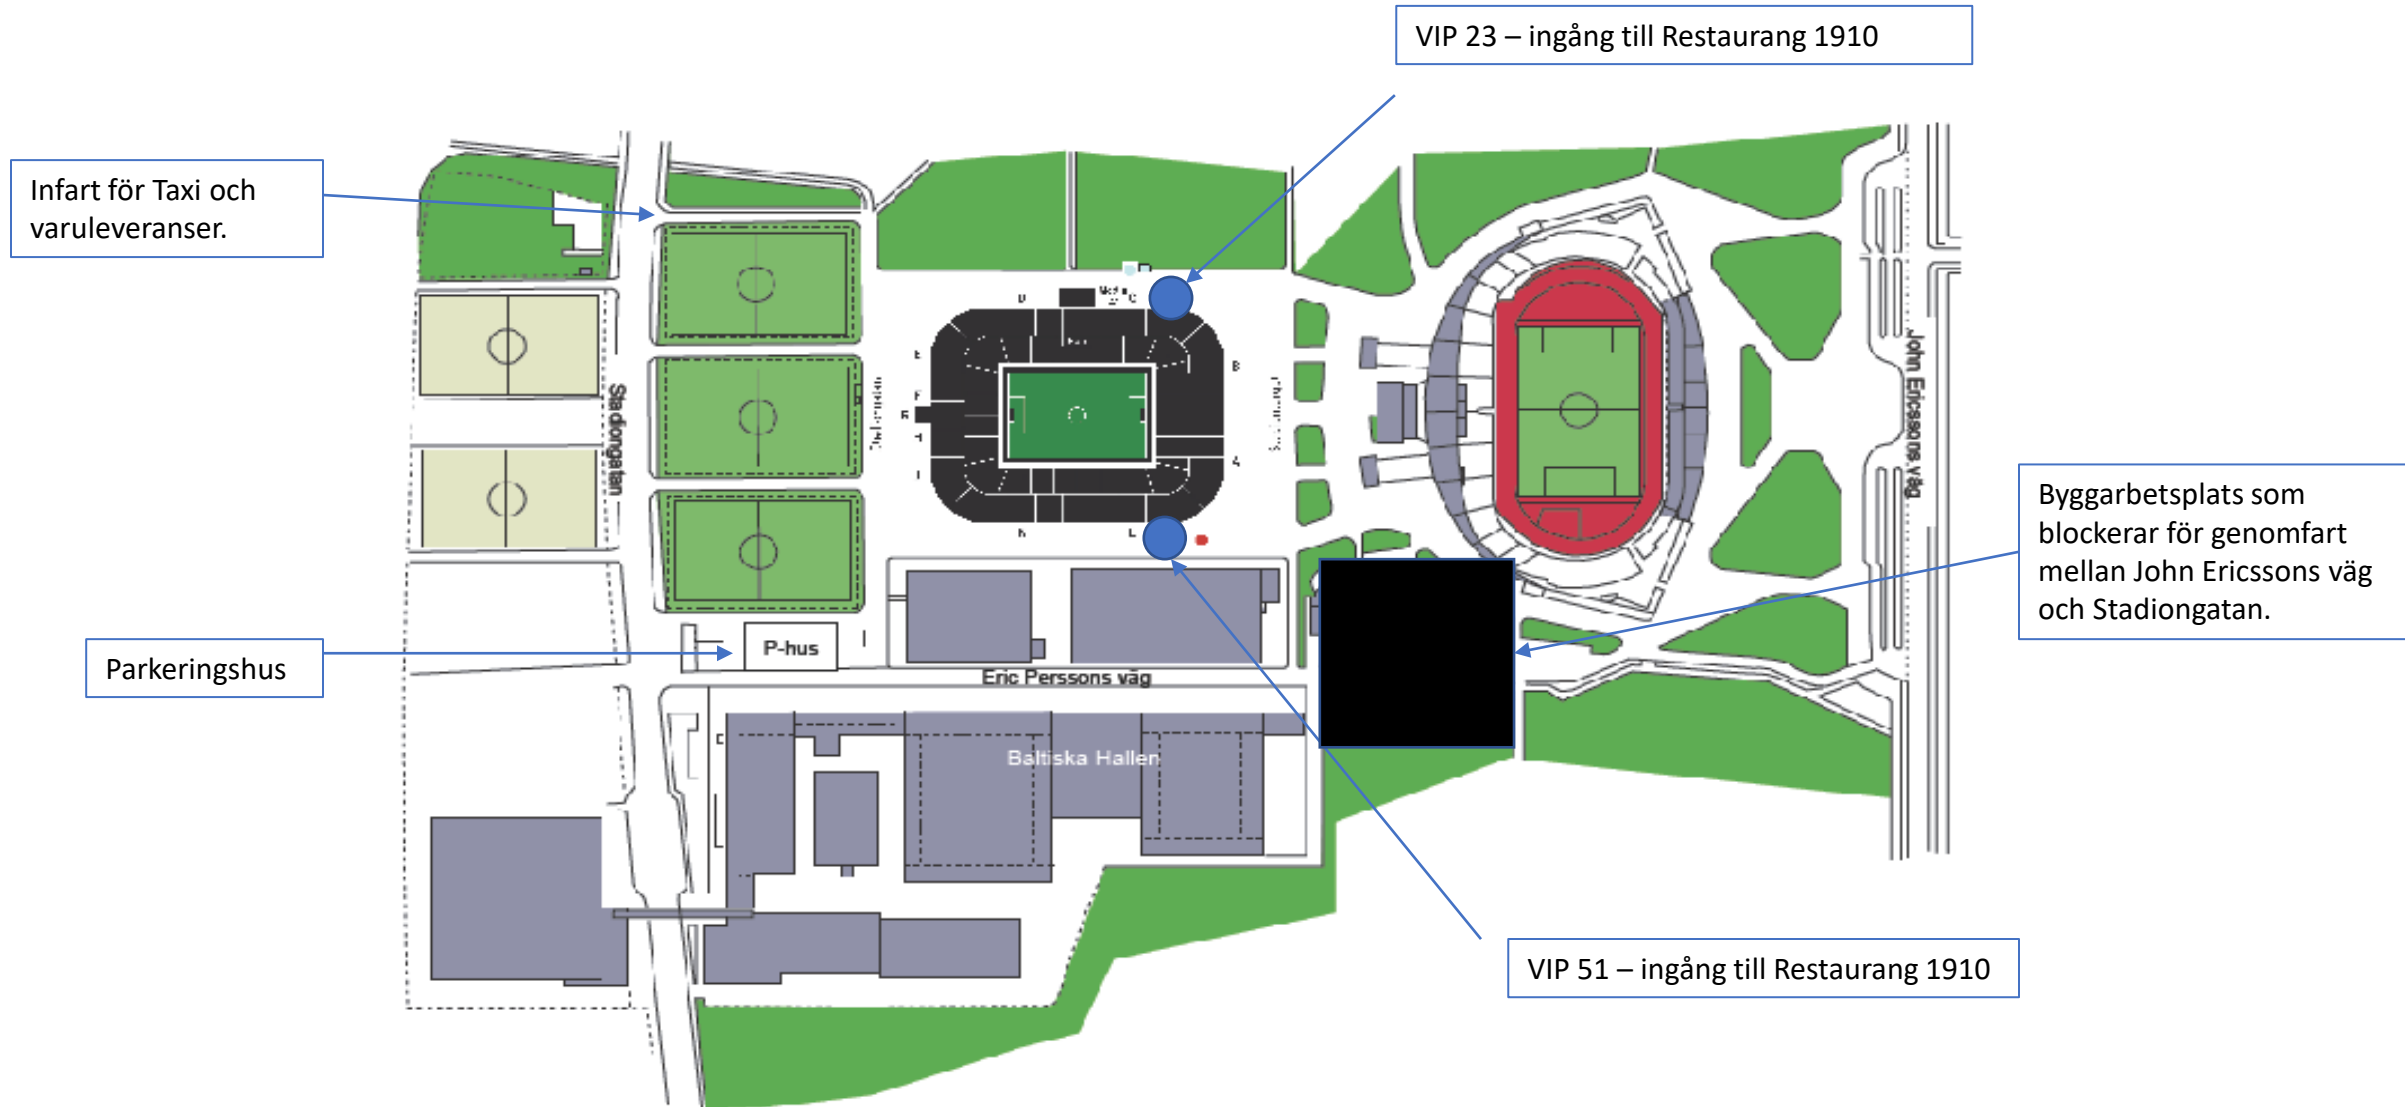 VIP 23 – ingång till Restaurang 1910
Infart för Taxi och
varuleveranser.
D
C
E
B
F
H
A
I
K
L
Stadiongatan
John Ericssons väg
Byggarbetsplats som
blockerar för genomfart
mellan John Ericssons väg
och Stadiongatan.
P-hus
Parkeringshus
Eric Perssons väg
Baltiska Hallen
VIP 51 – ingång till Restaurang 1910